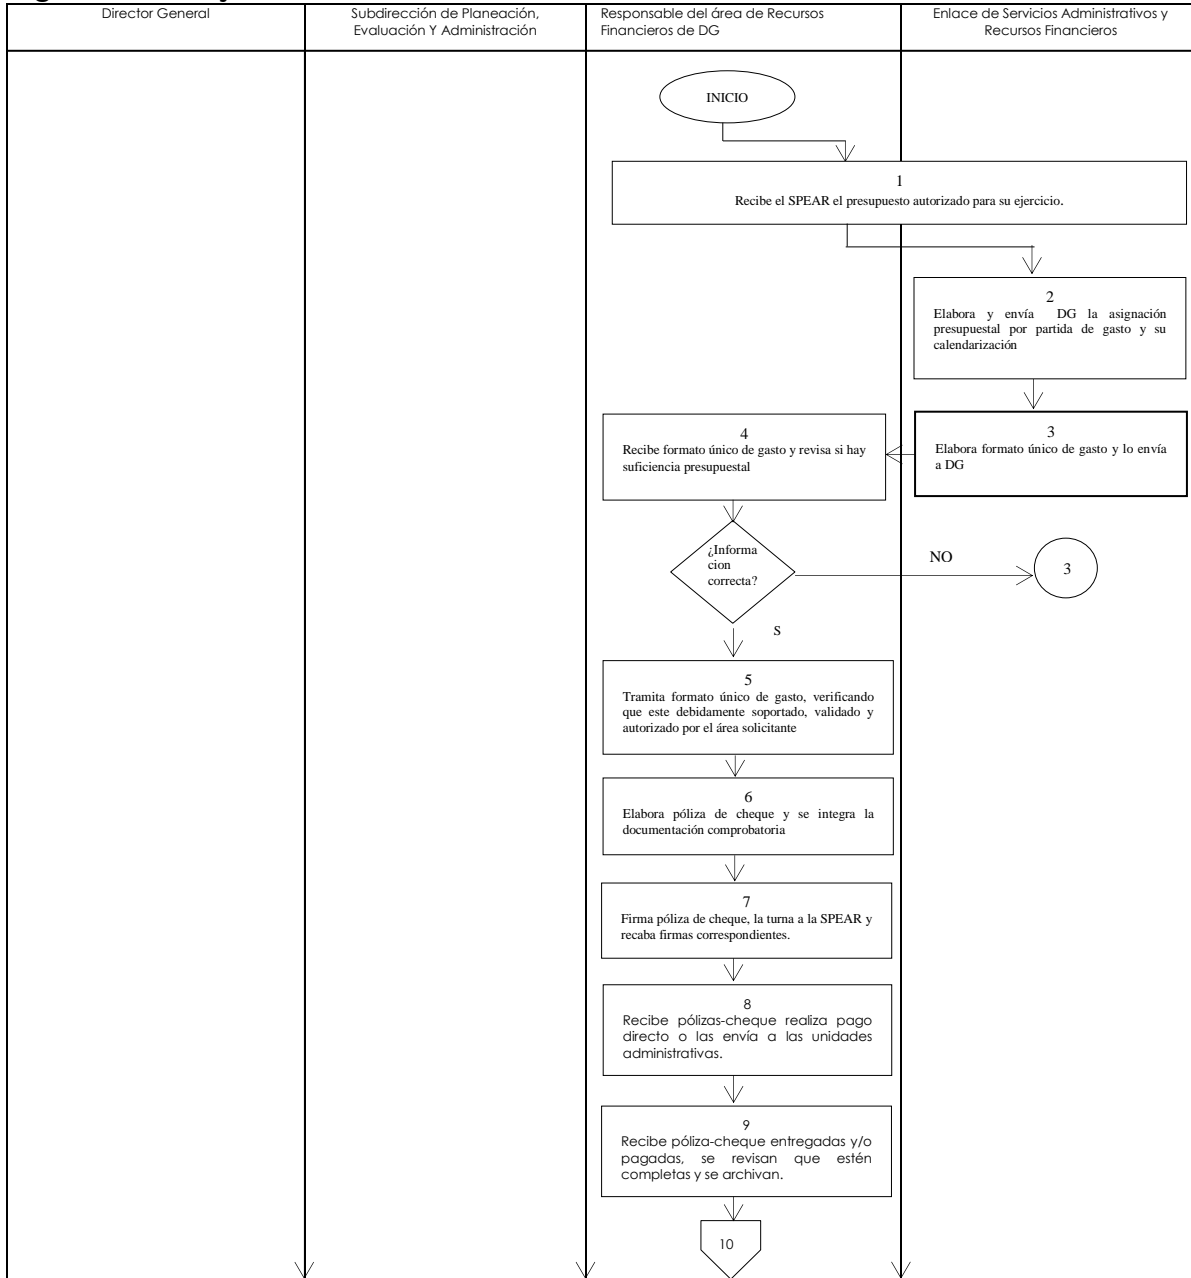 Director General
Subdirección de Planeación,
Evaluación Y Administración
Responsable del área de Recursos
Financieros de DG
Enlace de Servicios Administrativos y
Recursos Financieros
INICIO
1
Recibe el SPEAR el presupuesto autorizado para su ejercicio.
2
Elabora y envía DG la asignación
presupuestal por partida de gasto y su
calendarización
3
Elabora formato único de gasto y lo envía
a DG
4
Recibe formato único de gasto y revisa si hay
suficiencia presupuestal
¿Informa
cion
correcta?
NO
3
S
5
Tramita formato único de gasto, verificando
que este debidamente soportado, validado y
autorizado por el área solicitante
6
Elabora póliza de cheque y se integra la
documentación comprobatoria
7
Firma póliza de cheque, la turna a la SPEAR y
recaba firmas correspondientes.
8
Recibe pólizas-cheque realiza pago
directo o las envía a las unidades
administrativas.
9
Recibe póliza-cheque entregadas y/o
pagadas, se revisan que estén
completas y se archivan.
10